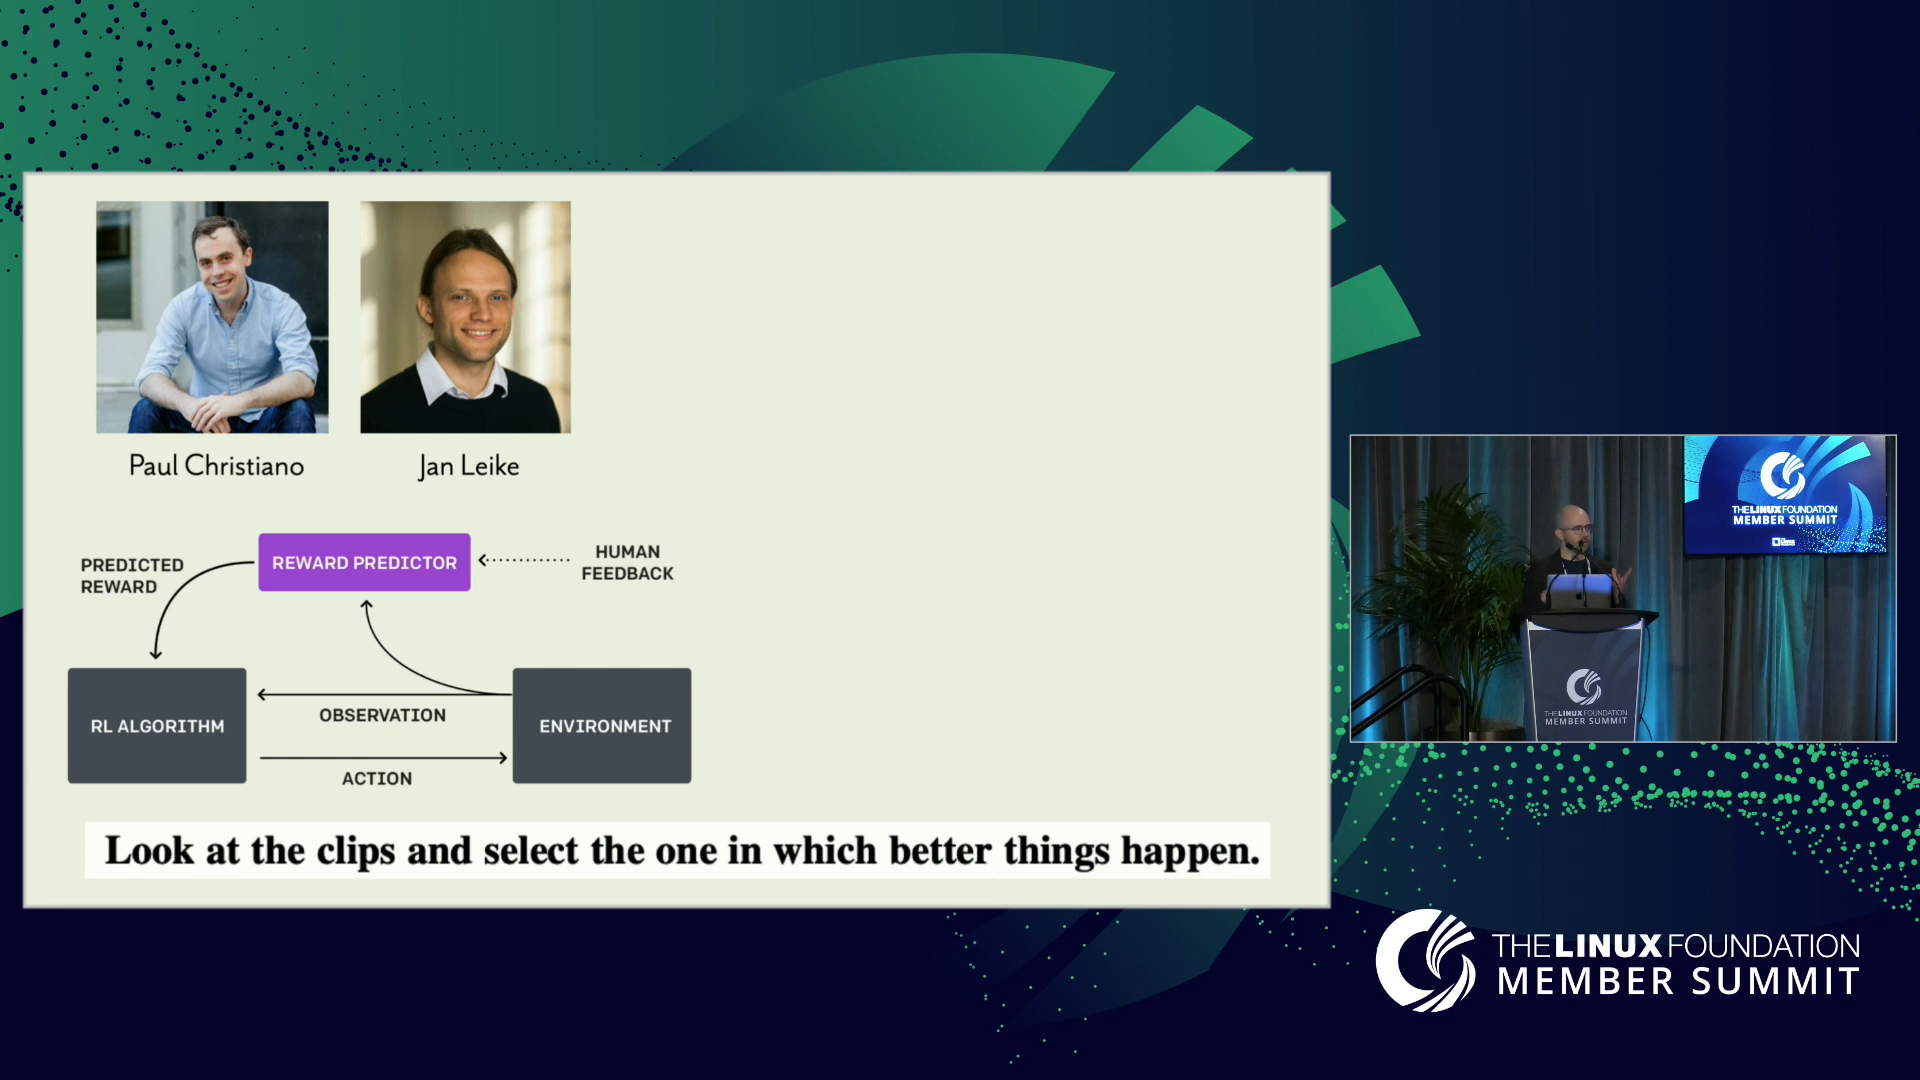 Paul Christiano
Jan Leike
PREDICTED
REWARD
REWARD PREDICTOR
HUMAN
FEEDBACK
RL ALGORITHM
OBSERVATION
ACTION
ENVIRONMENT
Look at the clips and select the one in which better things happen.
THE LINUX FOUNDATION
MEMBER SUMMIT
THE LINUX FOUNDATION
MEMBER SUMMIT
THE LINUX FOUNDATION
MEMBER SUMMIT